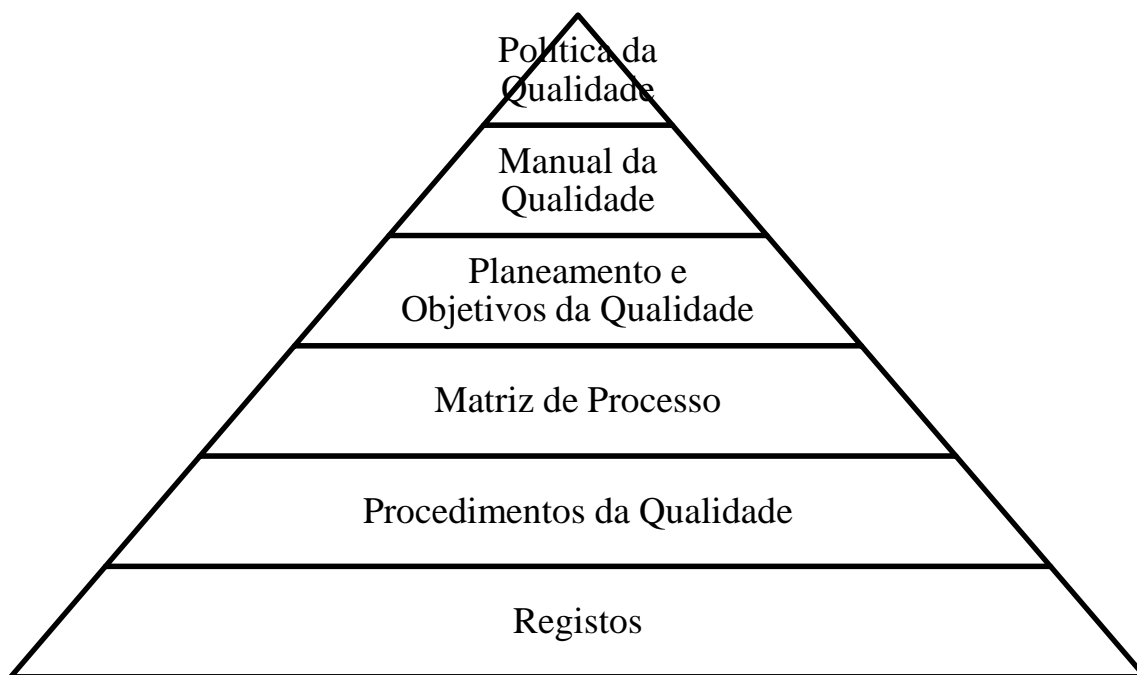 Política da
Qualidade
Manual da
Qualidade
Planeamento e
Objetivos da Qualidade
Matriz de Processo
Procedimentos da Qualidade
Registos